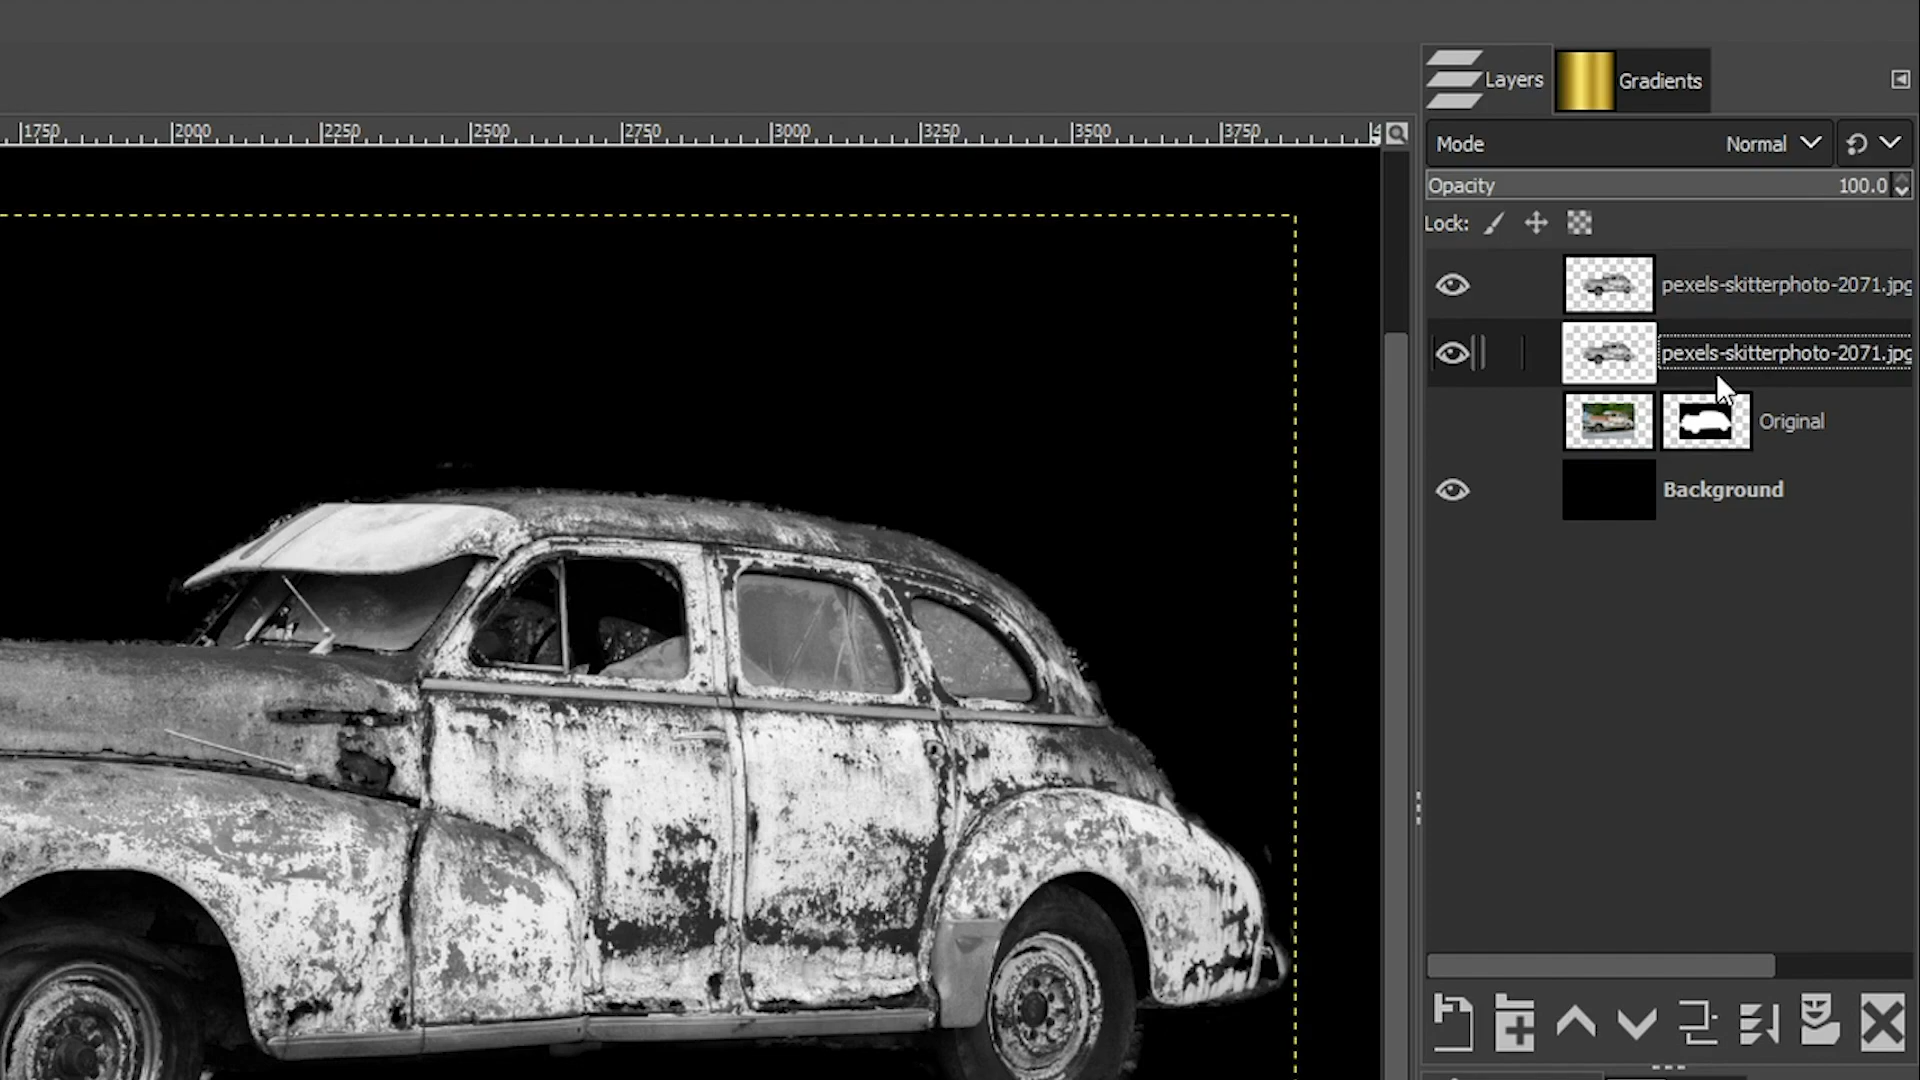 Layers
Gradients
1750 2000 2250 2500 2750 3000 3250 3500 3750
Mode Normal
Opacity 100.0
Lock:
pexels-skitterphoto-2071.jpg
pexels-skitterphoto-2071.jpg
Original
Background